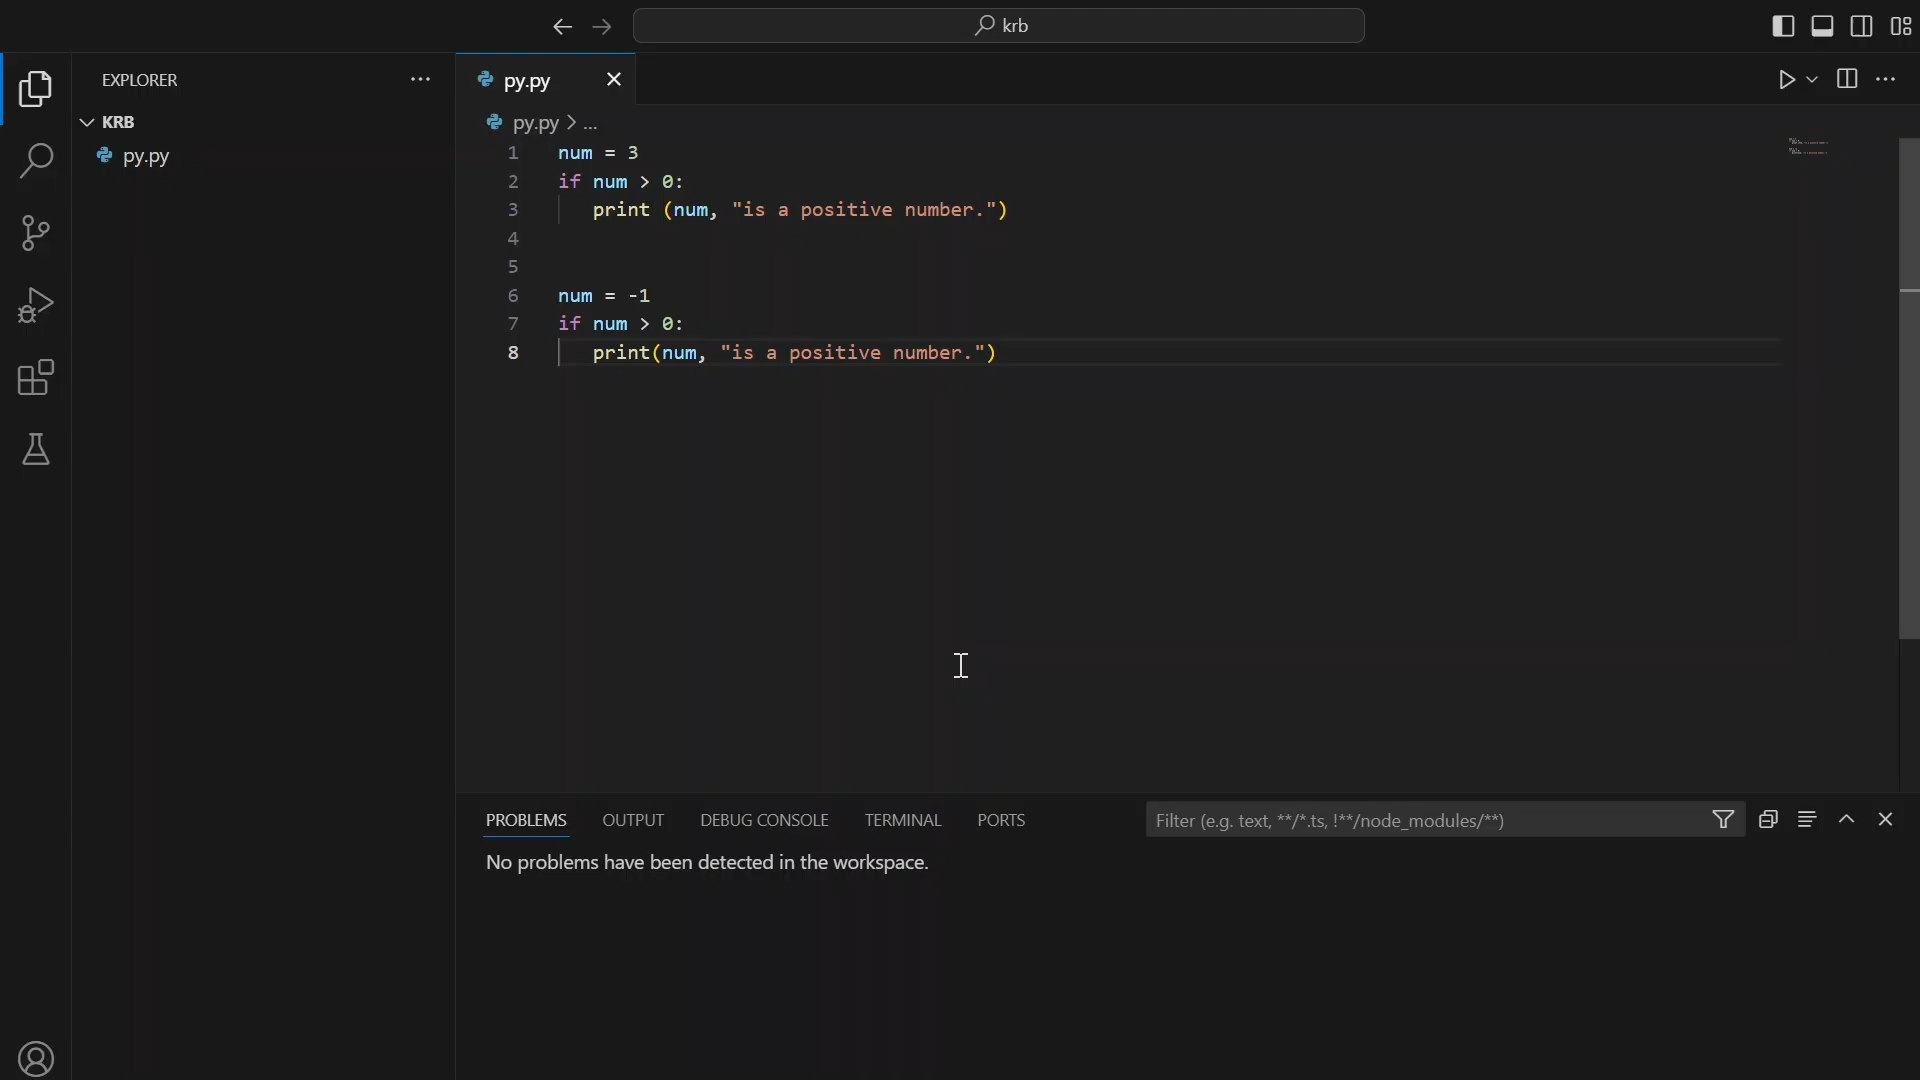 krb
EXPLORER
KRB
py.py
py.py
py.py > ...
1 num = 3
2 if num > 0:
3 print (num, "is a positive number.")
4
5
6 num = -1
7 if num > 0:
8 print(num, "is a positive number.")
PROBLEMS OUTPUT DEBUG CONSOLE TERMINAL PORTS Filter (e.g. text, **/*.ts, !**/node_modules/**)
No problems have been detected in the workspace.